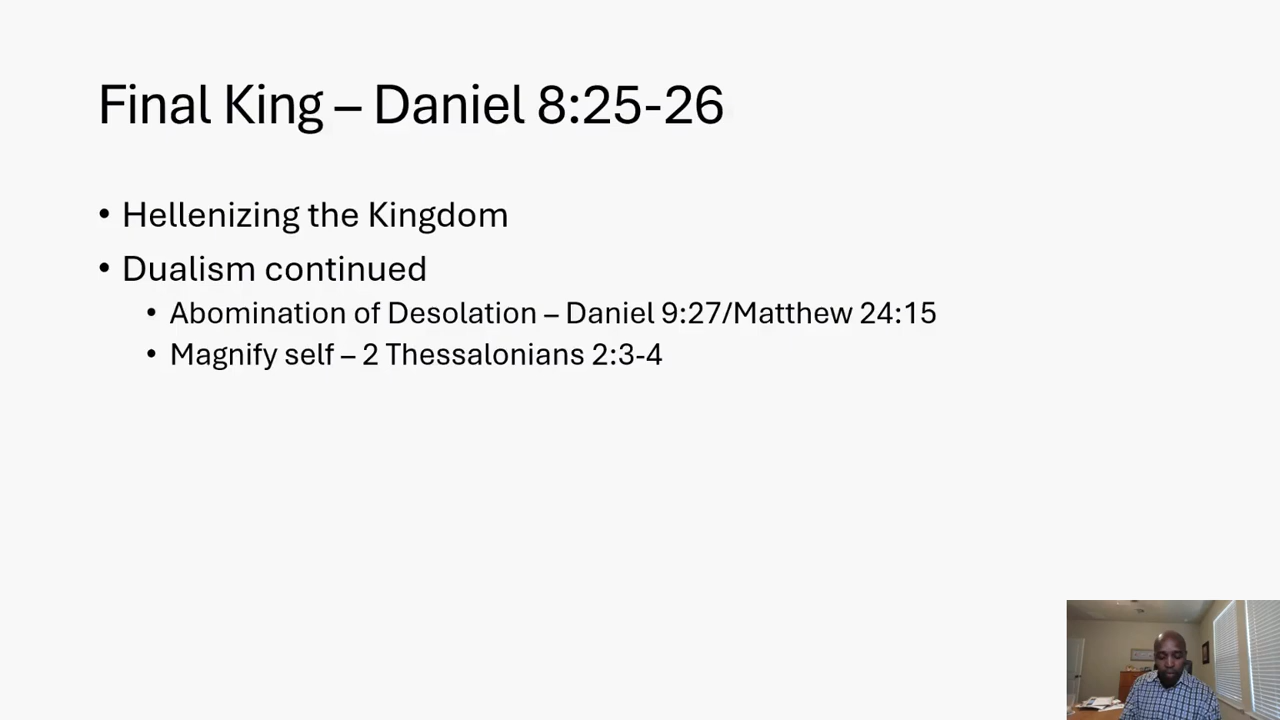 Final King – Daniel 8:25-26
• Hellenizing the Kingdom
• Dualism continued
• Abomination of Desolation – Daniel 9:27/Matthew 24:15
• Magnify self – 2 Thessalonians 2:3-4